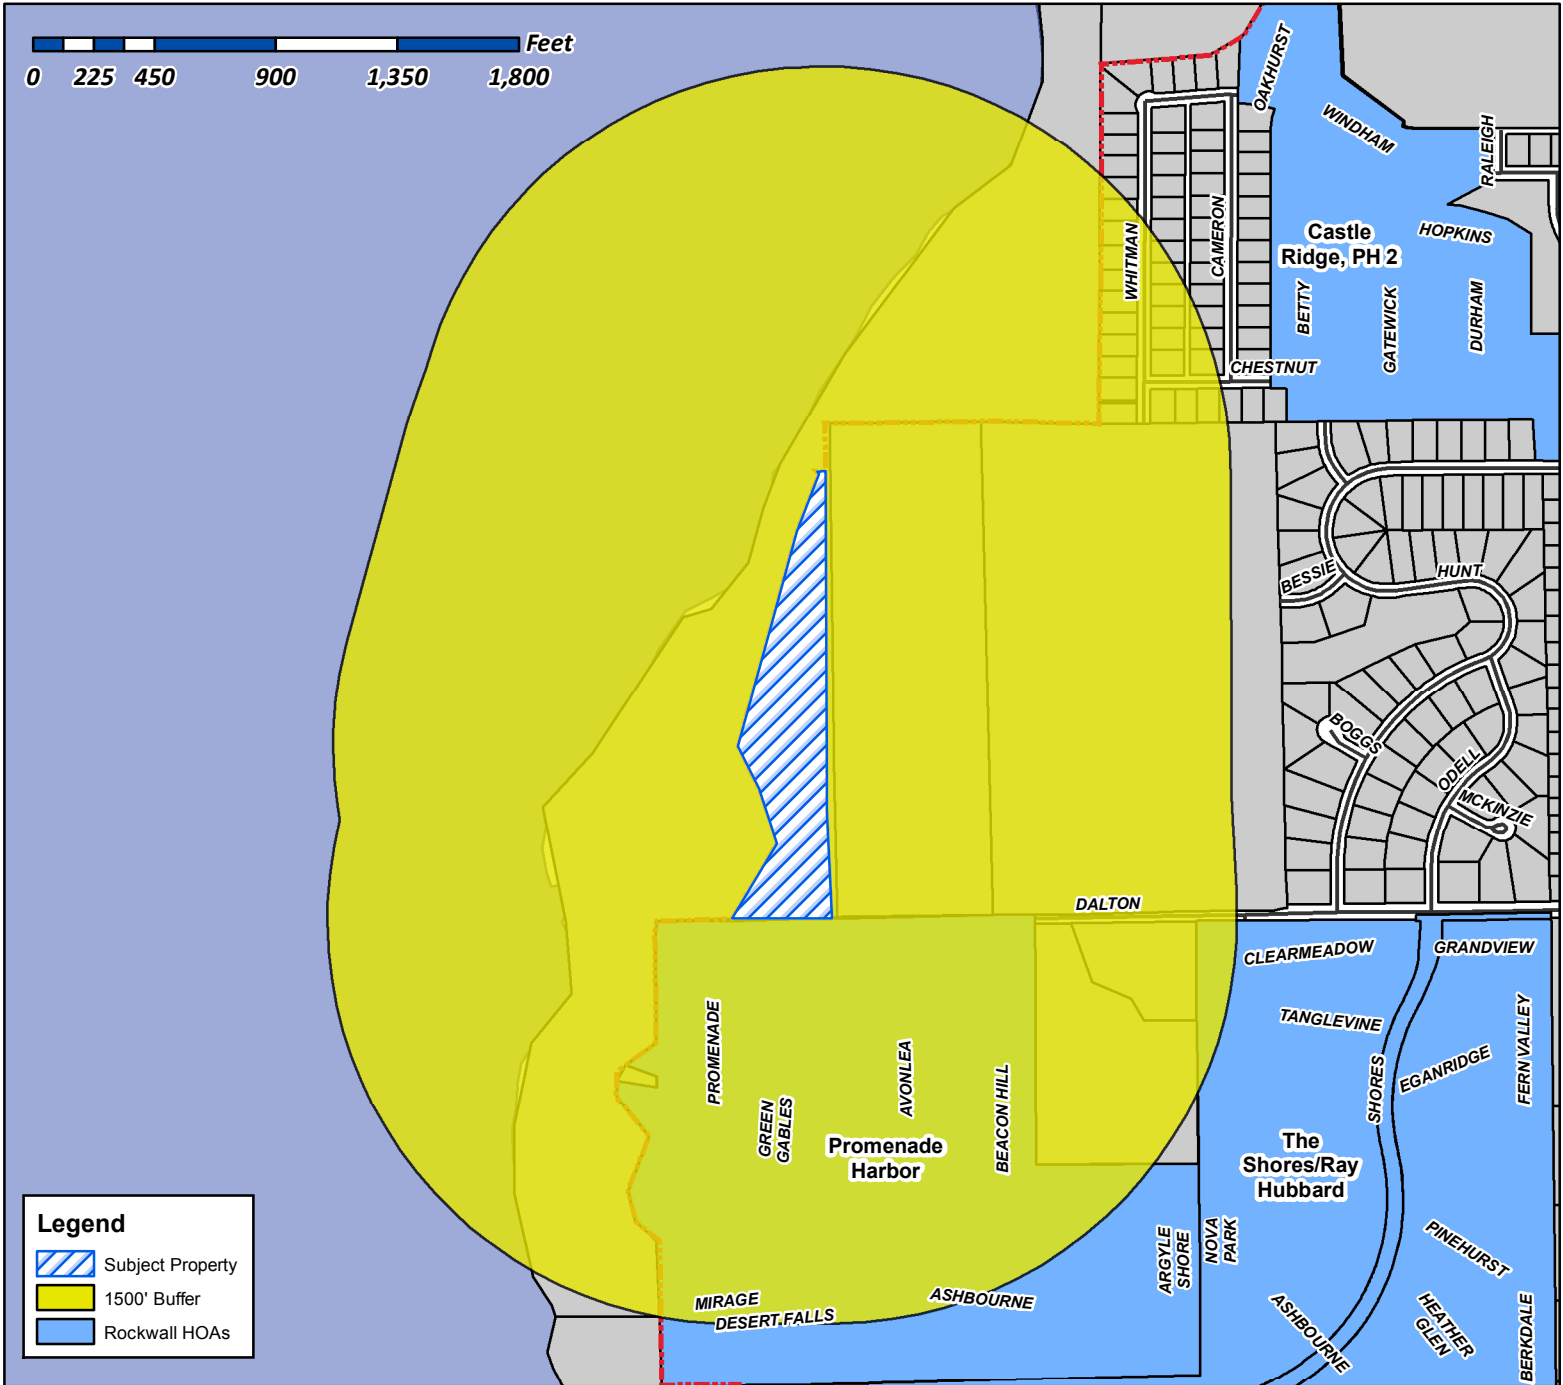 Feet
0 225 450 900 1,350 1,800
OAKHURST
WINDHAM
RALEIGH
WHITMAN
CAMERON
Castle
Ridge, PH 2
HOPKINS
BETTY
GATEWICK
DURHAM
CHESTNUT
BESSIE
HUNT
BOGGS
ODELL
MCKINZIE
DALTON
CLEARMEADOW
GRANDVIEW
TANGLEVINE
FERN VALLEY
PROMENADE
GREEN
GABLES
AVONLEA
BEACON HILL
SHORES
EGANRIDGE
Promenade
Harbor
The
Shores/Ray
Hubbard
ARGYLE
SHORE
NOVA
PARK
PINEHURST
MIRAGE
DESERT FALLS
ASHBOURNE
ASHBOURNE
HEATHER
GLEN
BERKDALE
Legend
Subject Property
1500' Buffer
Rockwall HOAs